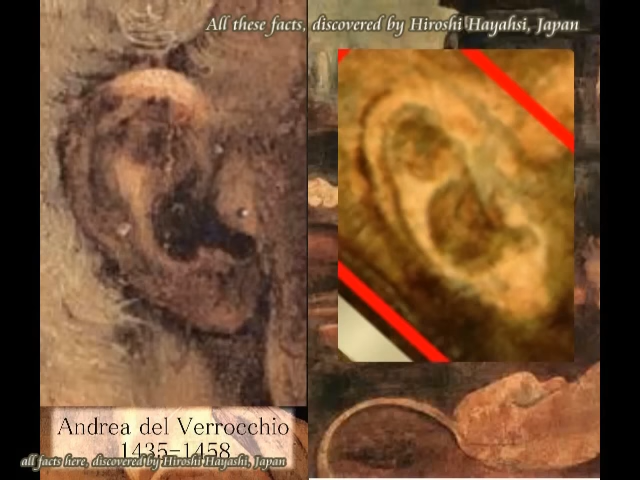 All these facts, discovered by Hiroshi Hayahsi, Japan
Andrea del Verrocchio
1435-1458
all facts here, discovered by Hiroshi Hayashi, Japan